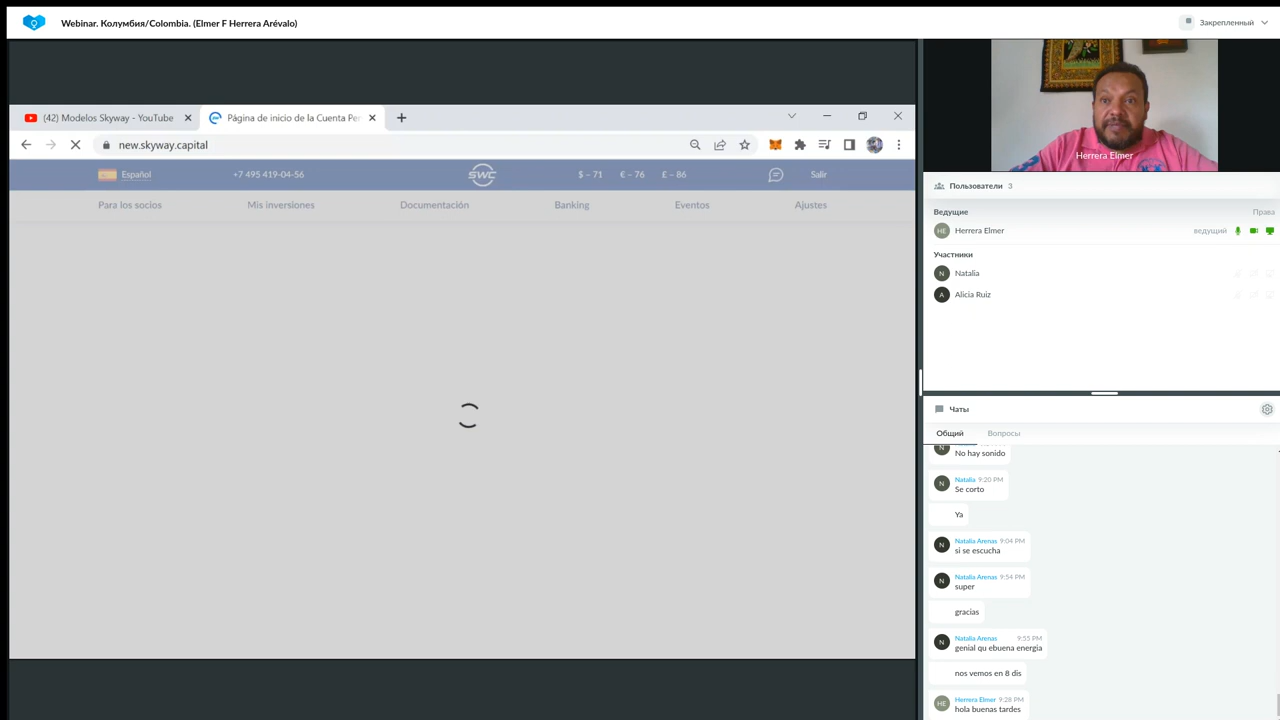 Webinar. Колумбия/Colombia. (Elmer F Herrera Arévalo)
Закрепленный
(42) Modelos Skyway - YouTube
Página de inicio de la Cuenta Per
new.skyway.capital
Español
+7 495 419-04-56
SWC
$ – 71
€ – 76
£ – 86
Salir
Para los socios
Mis inversiones
Documentación
Banking
Eventos
Ajustes
Herrera Elmer
Пользователи 3
Ведущие
Права
HE
Herrera Elmer
ведущий
Участники
N
Natalia
A
Alicia Ruiz
Чаты
Общий
Вопросы
N
No hay sonido
N
Natalia 9:20 PM
Se corto
Ya
N
Natalia Arenas 9:04 PM
si se escucha
N
Natalia Arenas 9:54 PM
super
gracias
N
Natalia Arenas 9:55 PM
genial qu ebuena energia
nos vemos en 8 dis
HE
Herrera Elmer 9:28 PM
hola buenas tardes